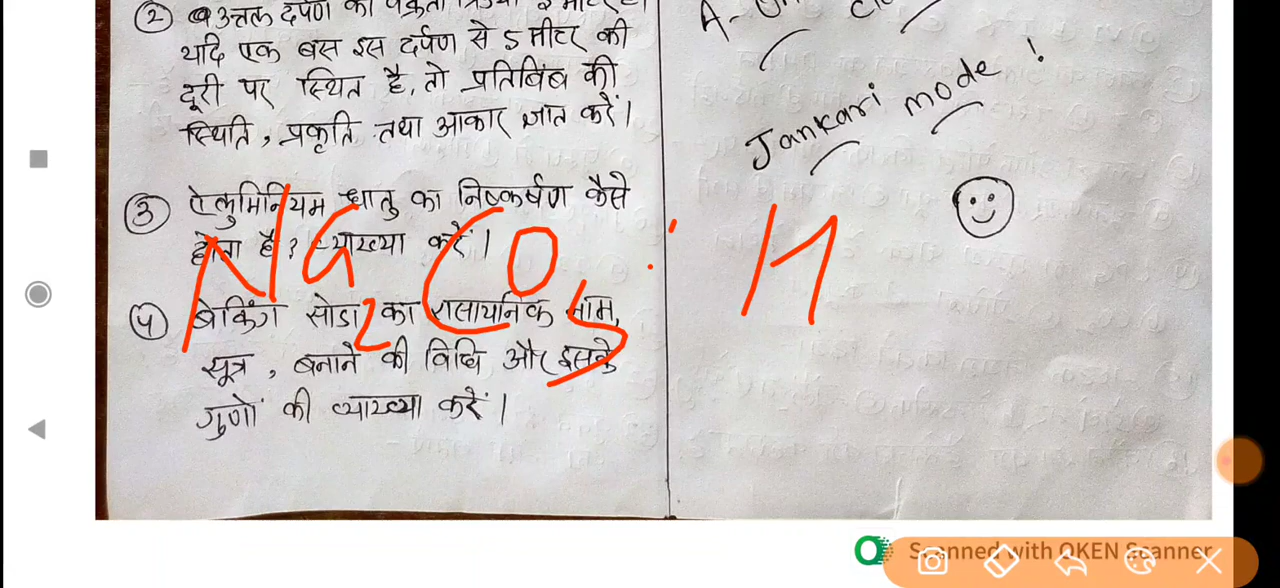 ② उत्तल दर्पण की वक्रता त्रिज्या 3 मीटर है।
यदि एक बस इस दर्पण से 5 मीटर की
दूरी पर स्थित है, तो प्रतिबिंब की
स्थिति, प्रकृति तथा आकार ज्ञात करें।
③ ऐलुमिनियम धातु का निष्कर्षण कैसे
होता है? व्याख्या करें।
④ बेकिंग सोडा का रासायनिक नाम,
सूत्र, बनाने की विधि और इसके
गुणों की व्याख्या करें।
A-
Jankari mode !
Na2CO3 : H
Scanned with OKEN Scanner